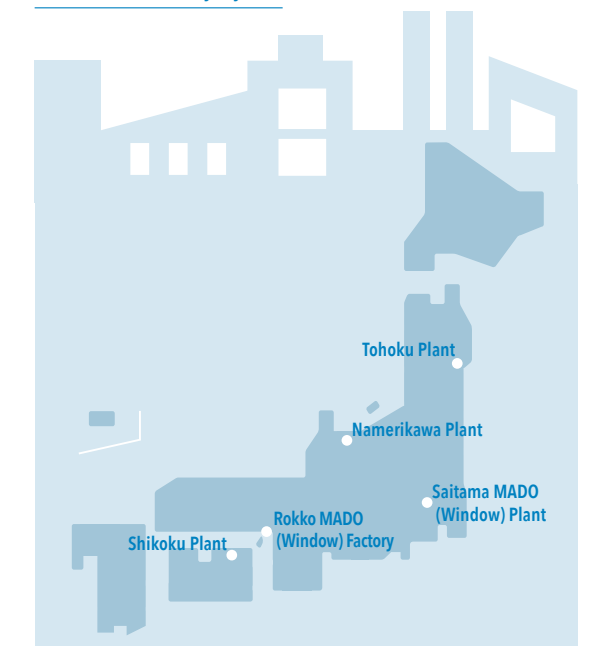 Tohoku Plant
Namerikawa Plant
Saitama MADO
(Window) Plant
Rokko MADO
(Window) Factory
Shikoku Plant